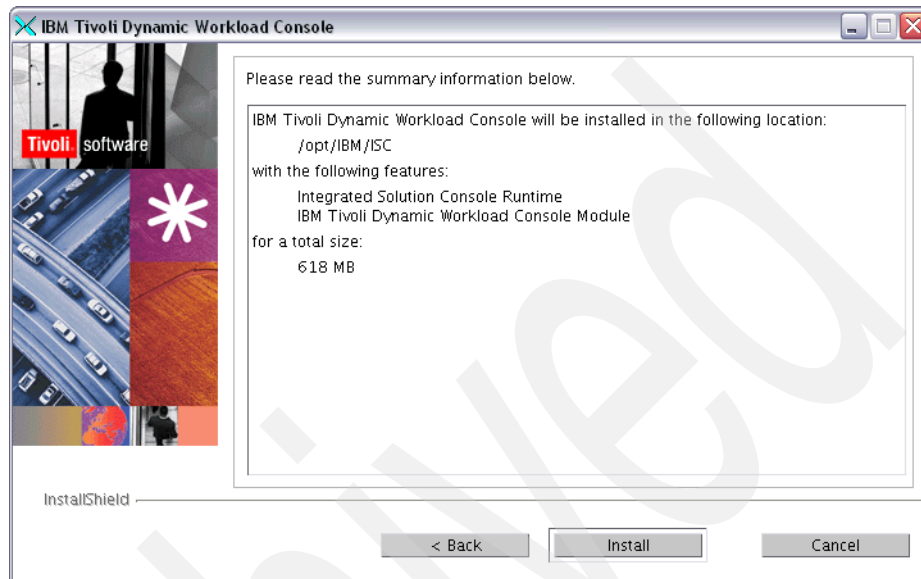 IBM Tivoli Dynamic Workload Console
Please read the summary information below.
Tivoli. software
IBM Tivoli Dynamic Workload Console will be installed in the following location:
/opt/IBM/ISC
with the following features:
Integrated Solution Console Runtime
IBM Tivoli Dynamic Workload Console Module
for a total size:
618 MB
InstallShield
< Back
Install
Cancel
hived